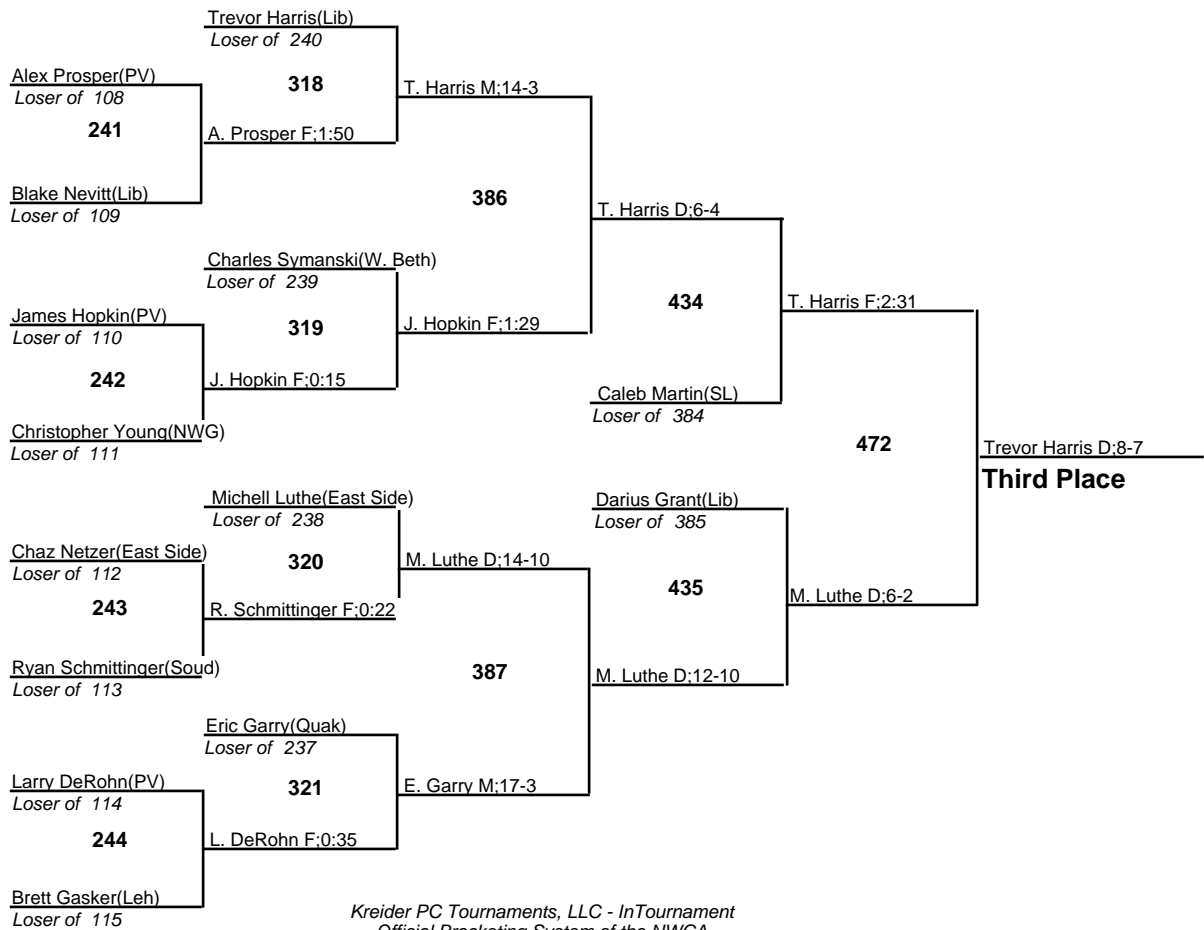 Trevor Harris(Lib)
Loser of 240
Alex Prosper(PV)
Loser of 108
318
T. Harris M;14-3
241
A. Prosper F;1:50
Blake Nevitt(Lib)
Loser of 109
386
T. Harris D;6-4
Charles Symanski(W. Beth)
Loser of 239
434
T. Harris F;2:31
James Hopkin(PV)
Loser of 110
319
J. Hopkin F;1:29
242
J. Hopkin F;0:15
Caleb Martin(SL)
Loser of 384
Christopher Young(NWG)
Loser of 111
472
Trevor Harris D;8-7
Third Place
Michell Luthe(East Side)
Loser of 238
Darius Grant(Lib)
Loser of 385
Chaz Netzer(East Side)
Loser of 112
320
M. Luthe D;14-10
243
R. Schmittinger F;0:22
435
M. Luthe D;6-2
Ryan Schmittinger(Soud)
Loser of 113
387
M. Luthe D;12-10
Eric Garry(Quak)
Loser of 237
Larry DeRohn(PV)
Loser of 114
321
E. Garry M;17-3
244
L. DeRohn F;0:35
Brett Gasker(Leh)
Loser of 115
Kreider PC Tournaments, LLC - InTournament
Official Bracketing System of the NWCA